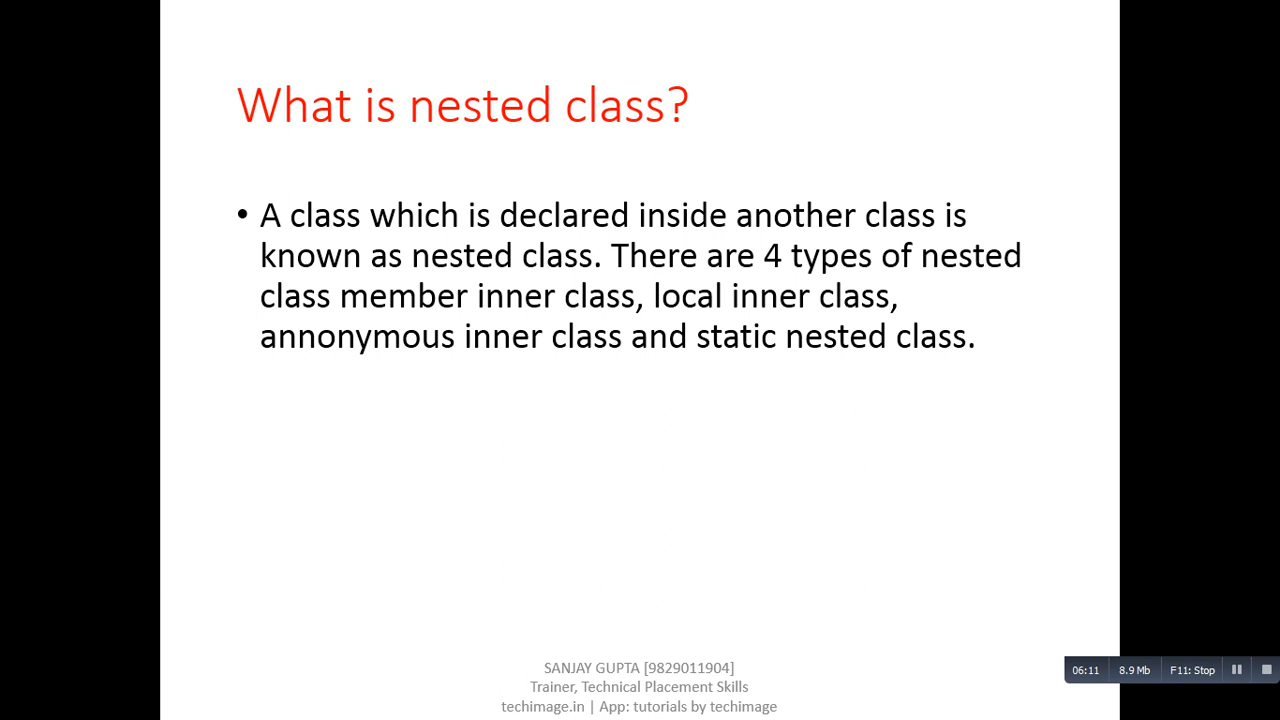 What is nested class?
• A class which is declared inside another class is
known as nested class. There are 4 types of nested
class member inner class, local inner class,
annonymous inner class and static nested class.
SANJAY GUPTA [9829011904]
Trainer, Technical Placement Skills
techimage.in | App: tutorials by techimage
06:11 8.9 Mb F11: Stop